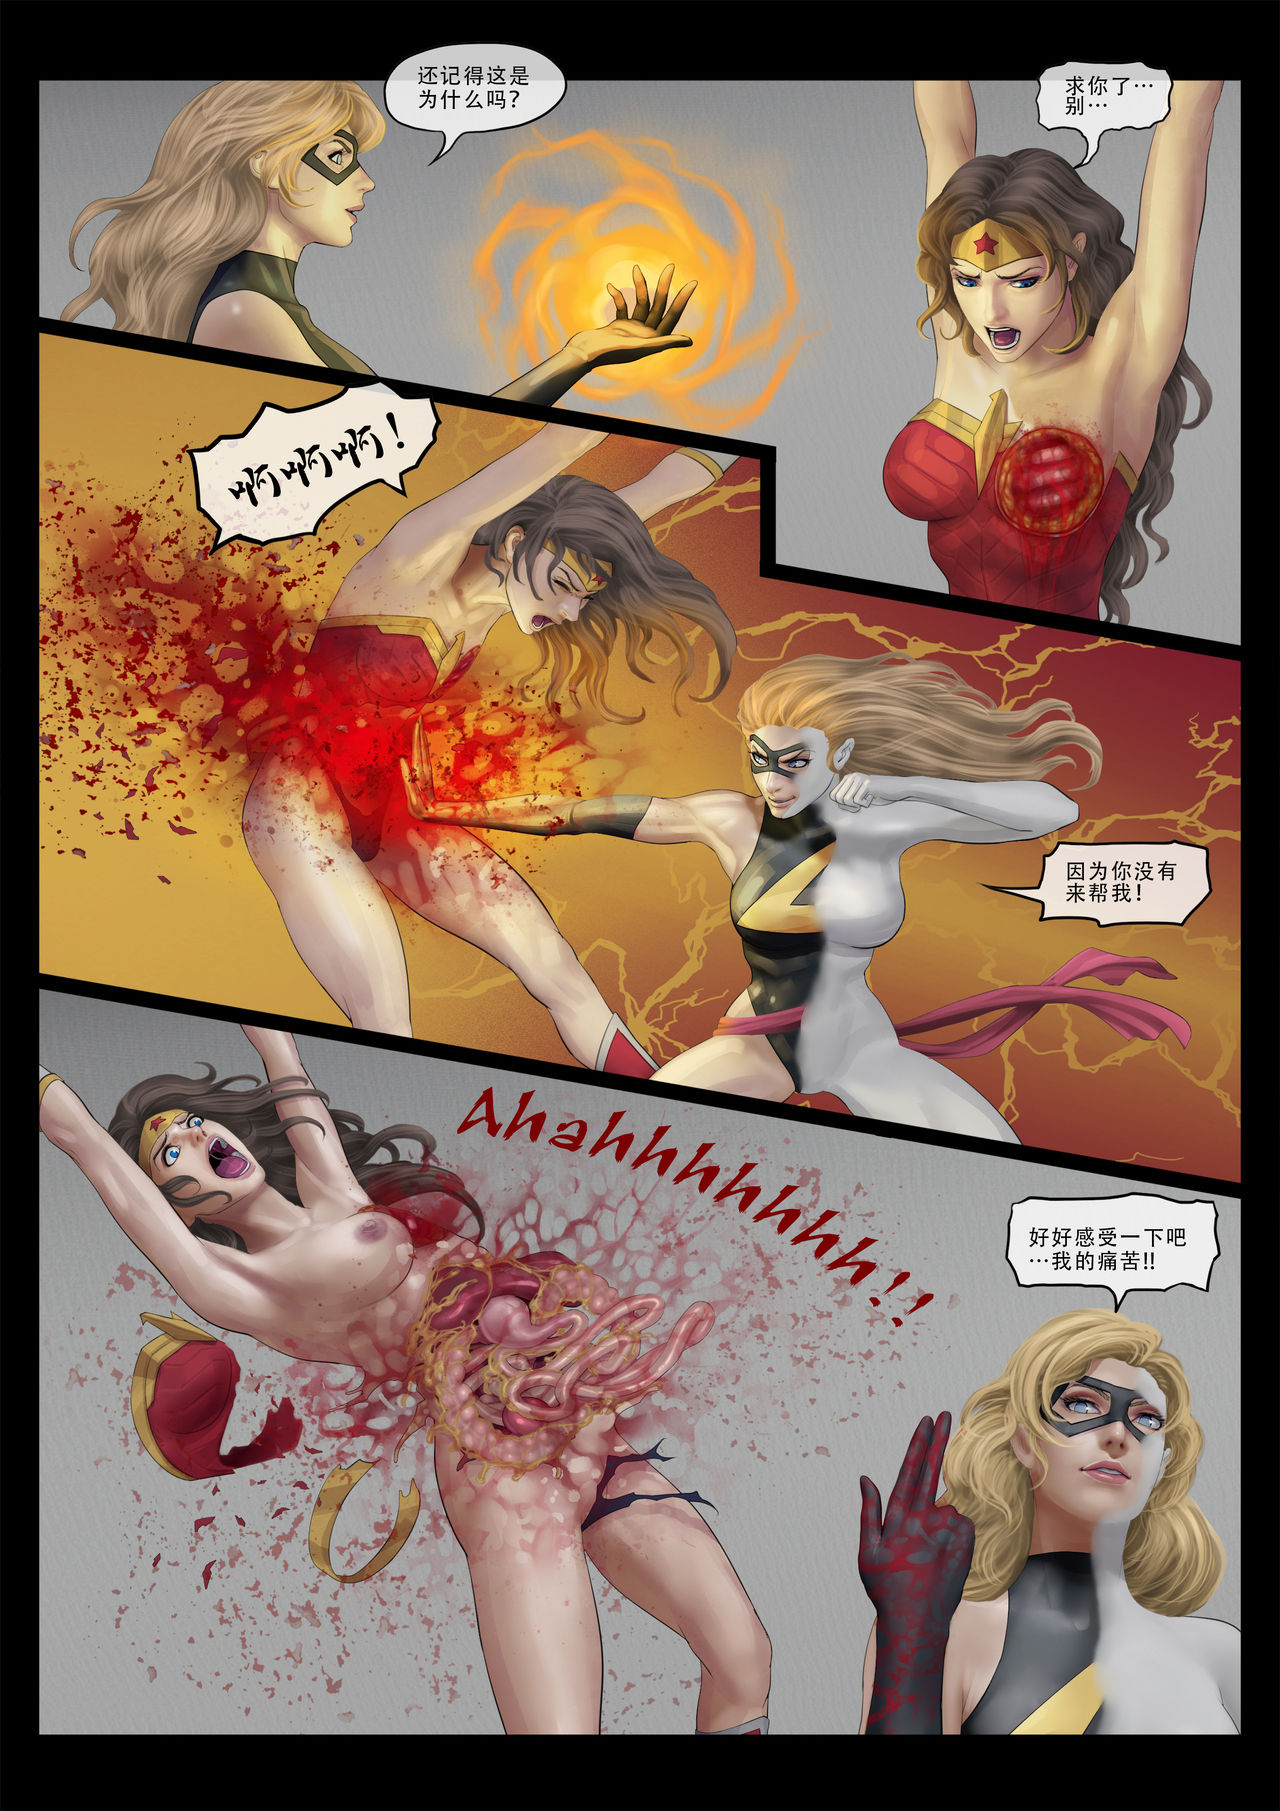 还记得这是
为什么吗?
求你了…
别…
啊啊啊!
因为你没有
来帮我!
Ahahhhhhhhh!!
好好感受一下吧
…我的痛苦!!